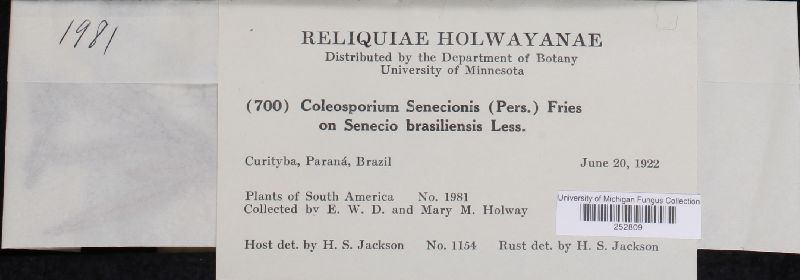 1981
RELIQUIAE HOLWAYANAE
Distributed by the Department of Botany
University of Minnesota
(700) Coleosporium Senecionis (Pers.) Fries
on Senecio brasiliensis Less.
Curityba, Paraná, Brazil June 20, 1922
Plants of South America No. 1981
Collected by E. W. D. and Mary M. Holway
University of Michigan Fungus Collection
252809
Host det. by H. S. Jackson No. 1154 Rust det. by H. S. Jackson